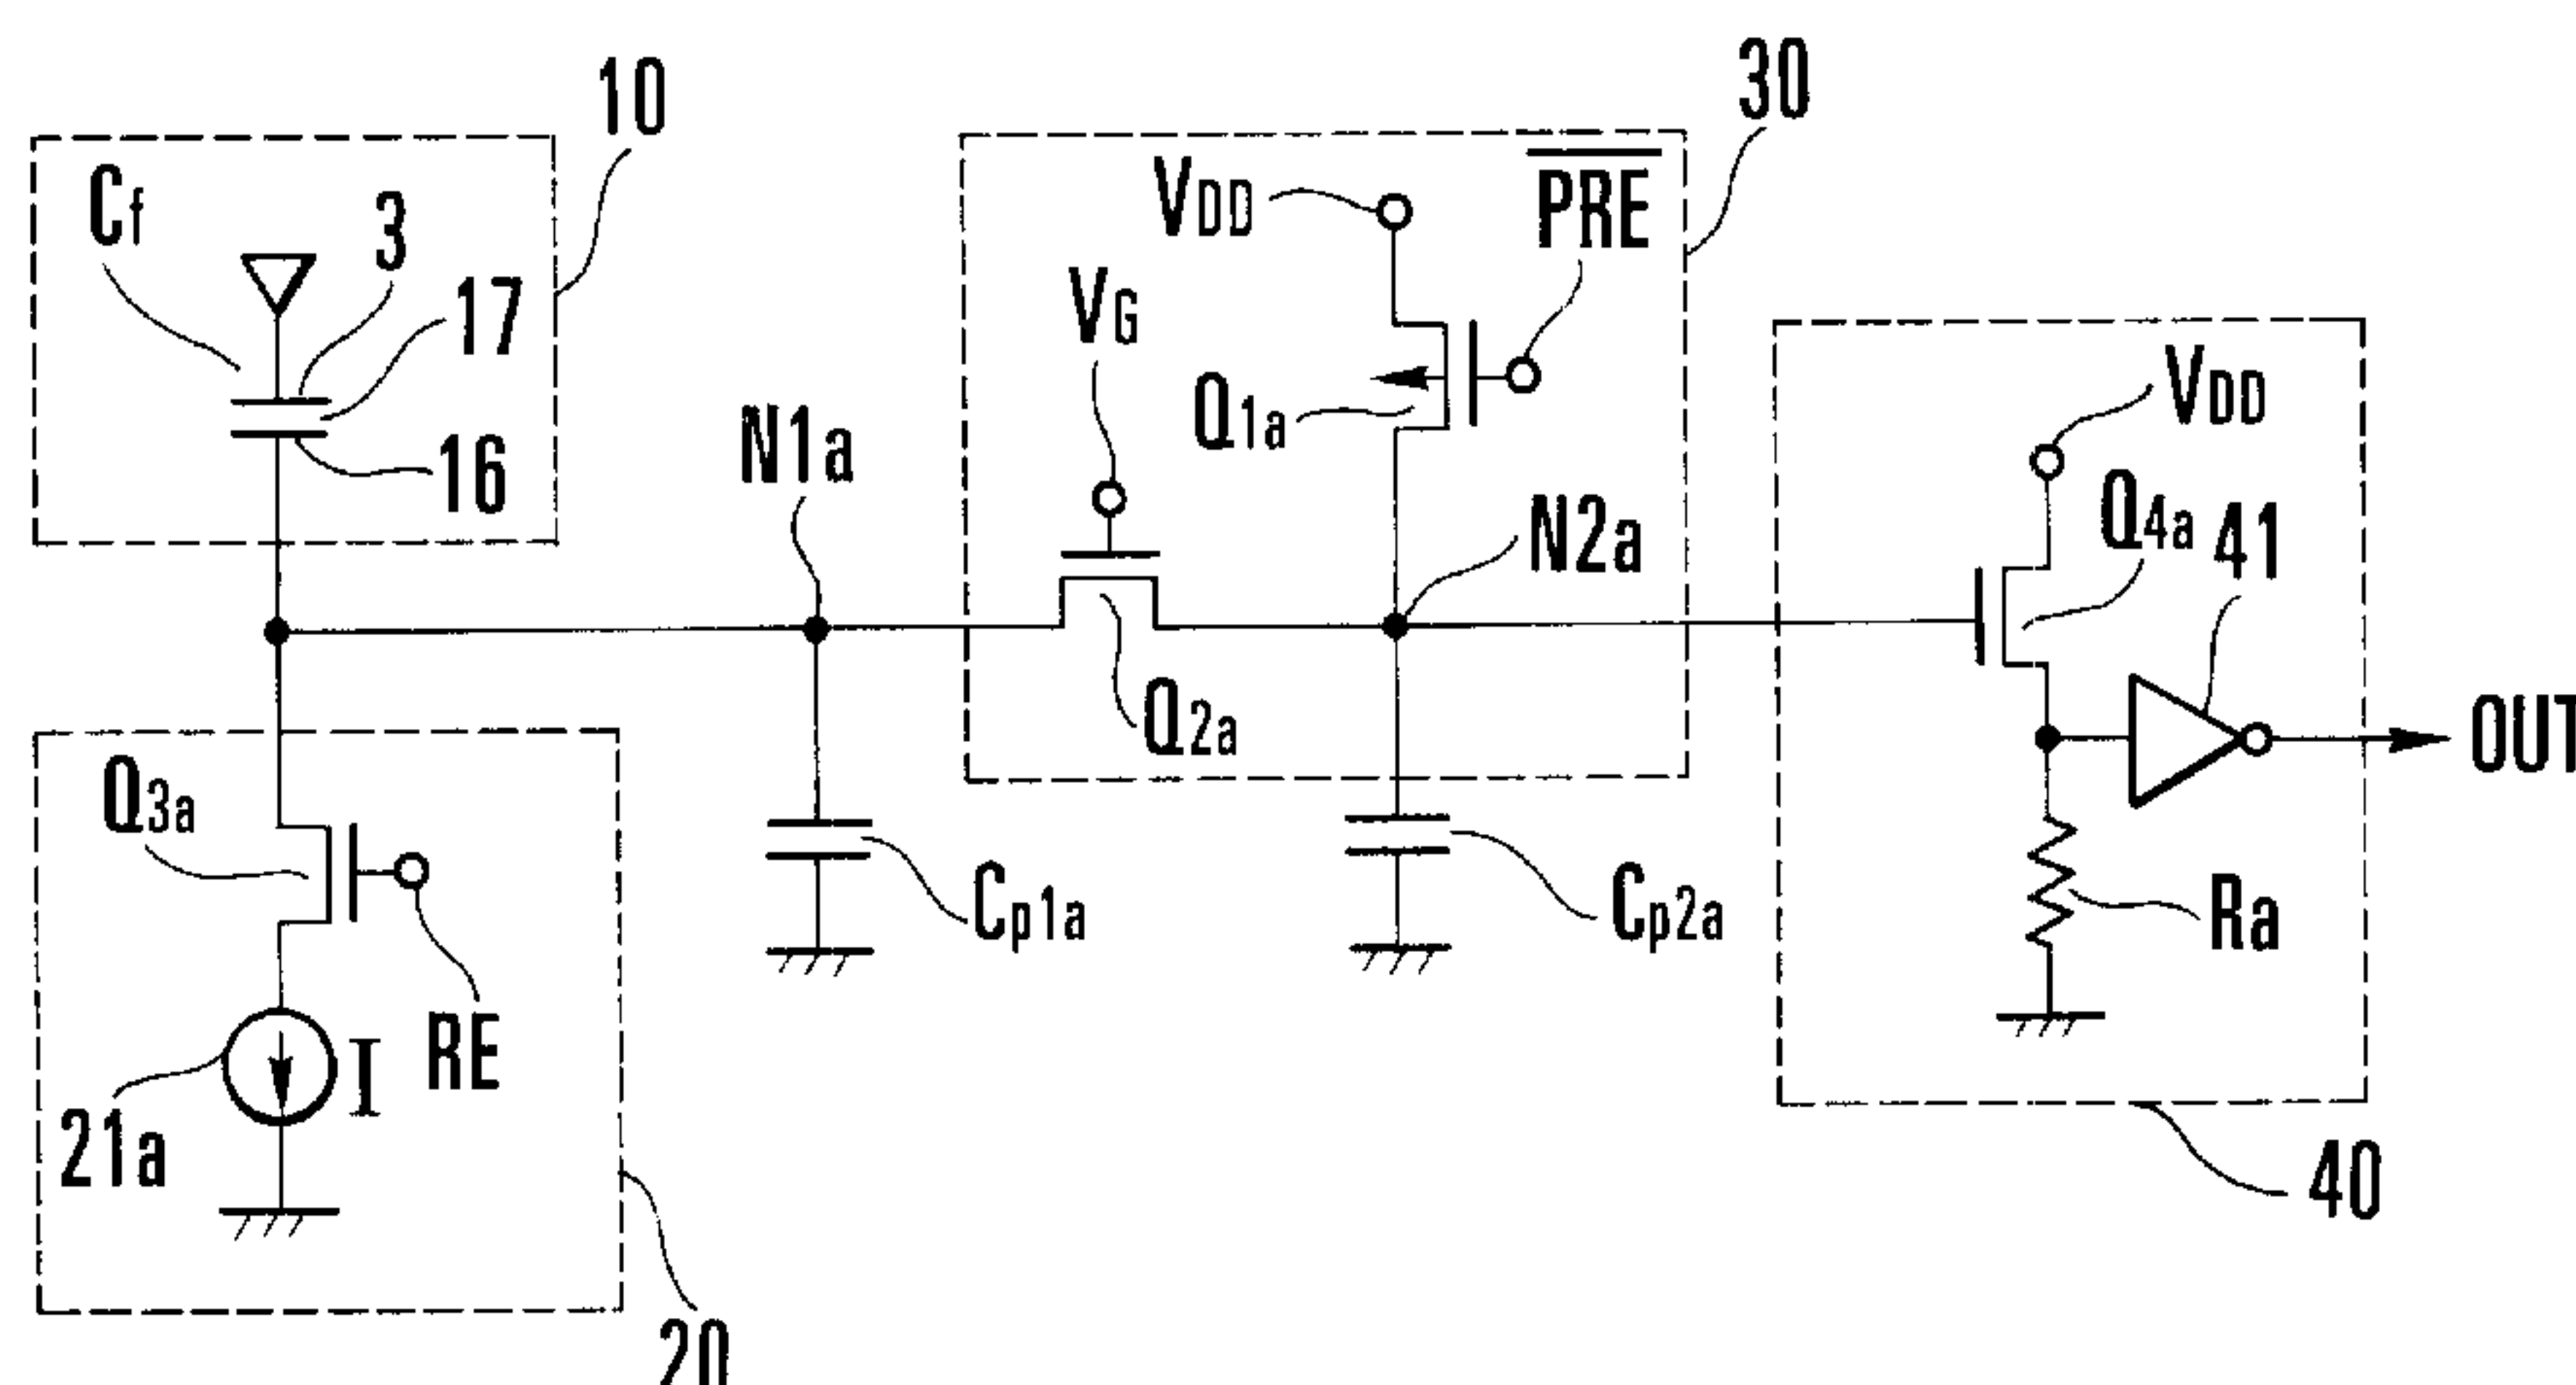 10
30
Cf
3
17
16
VDD
PRE
VG
Q1a
N1a
N2a
Q2a
VDD
Q4a
41
OUT
Q3a
RE
I
21a
Cp1a
Cp2a
Ra
40
20